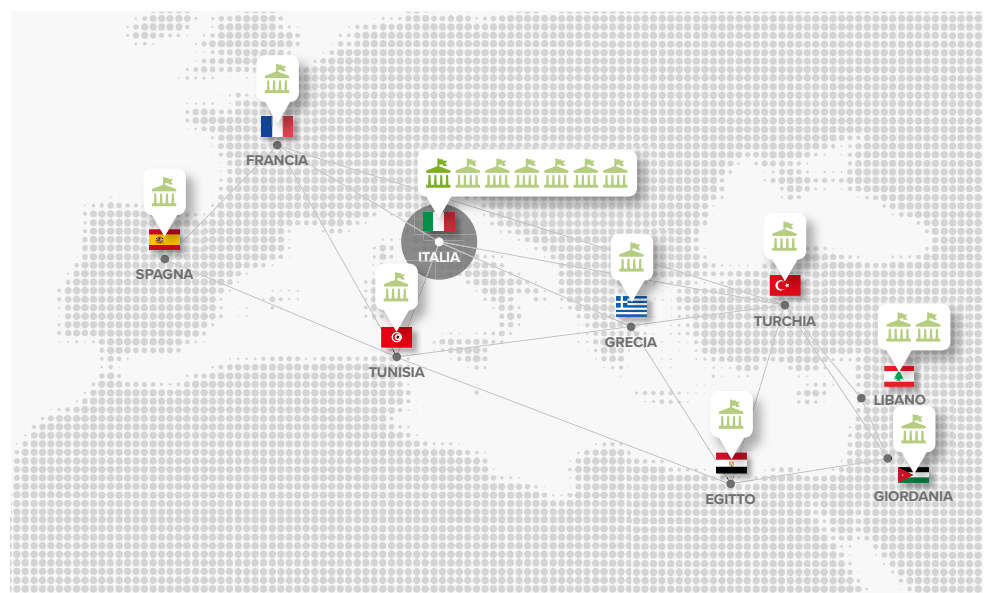 FRANCIA
ITALIA
SPAGNA
TURCHIA
GRECIA
TUNISIA
LIBANO
EGITTO
GIORDANIA